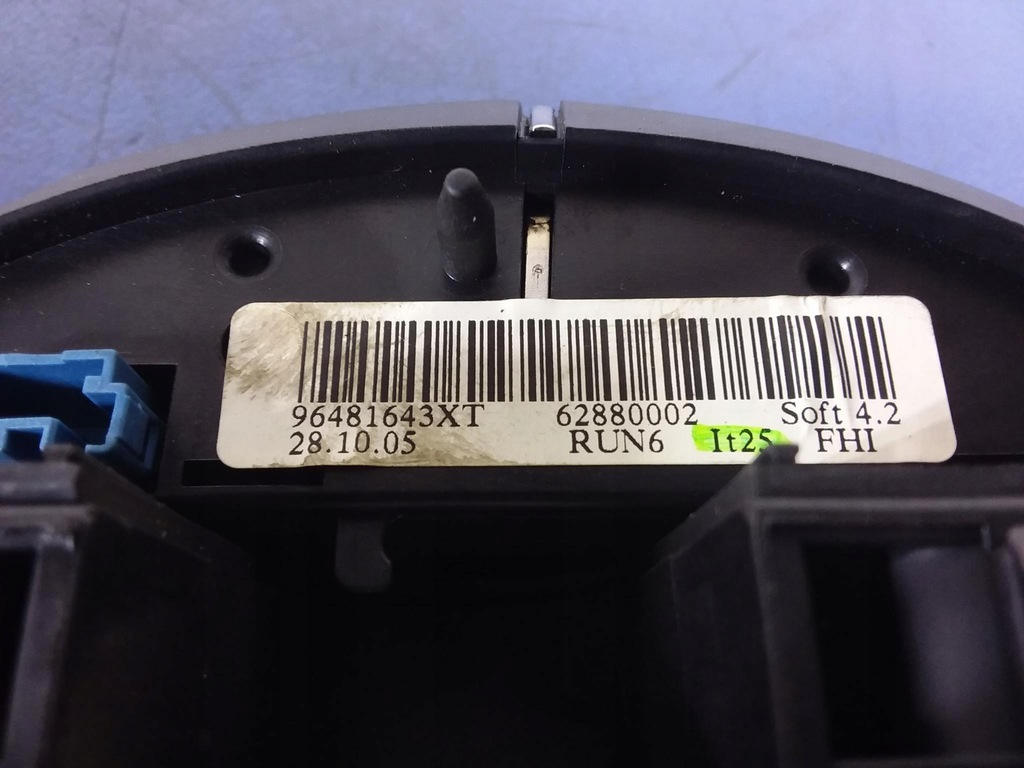 96481643XT 62880002 Soft 4.2
28.10.05 RUN6 It25 FHI